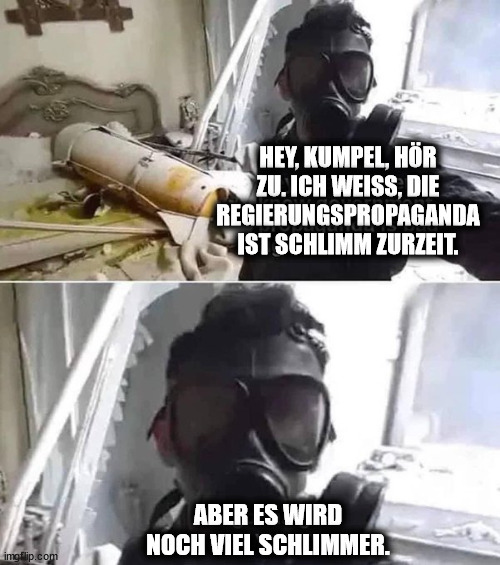 HEY, KUMPEL, HÖR
ZU. ICH WEISS, DIE
REGIERUNGSPROPAGANDA
IST SCHLIMM ZURZEIT.
ABER ES WIRD
NOCH VIEL SCHLIMMER.
imgflip.com